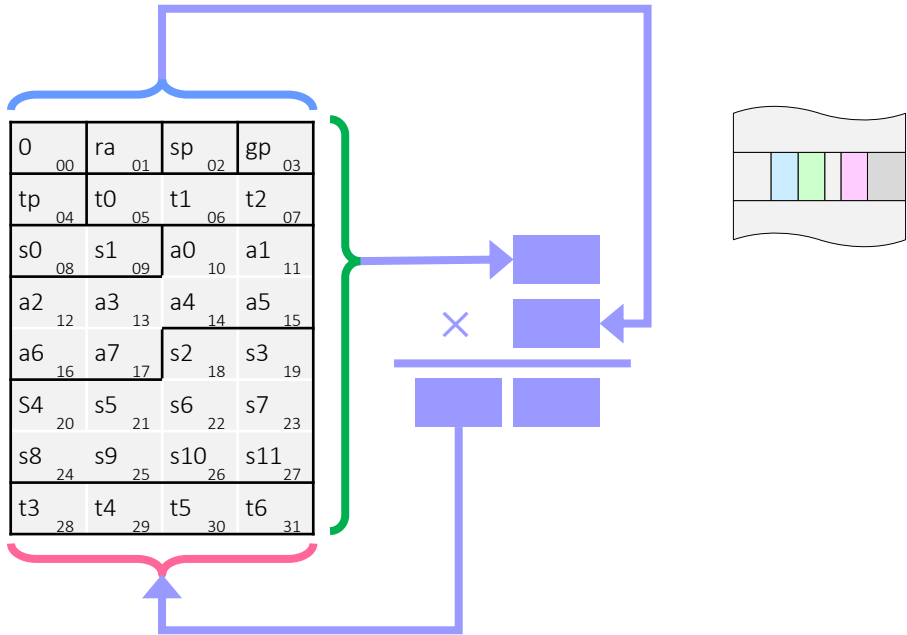 0 00 ra 01 sp 02 gp 03
tp 04 t0 05 t1 06 t2 07
s0 08 s1 09 a0 10 a1 11
a2 12 a3 13 a4 14 a5 15
×
a6 16 a7 17 s2 18 s3 19
S4 20 s5 21 s6 22 s7 23
s8 24 s9 25 s10 26 s11 27
t3 28 t4 29 t5 30 t6 31